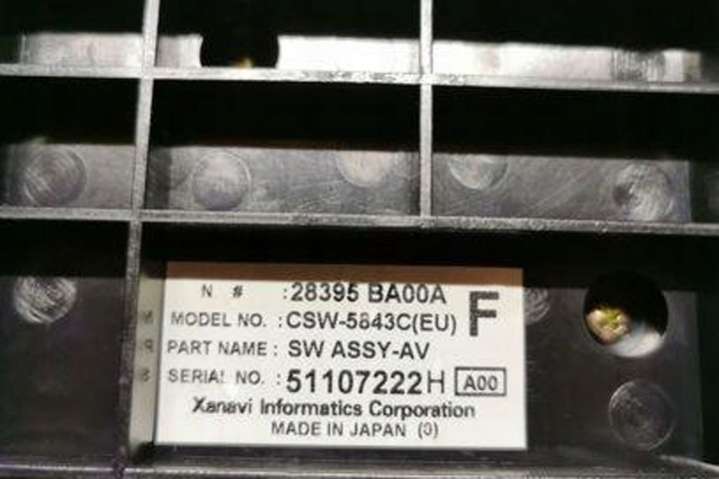 N # : 28395 BA00A F
MODEL NO. : CSW-5843C(EU)
PART NAME : SW ASSY-AV
SERIAL NO. : 51107222H A00
Xanavi Informatics Corporation
MADE IN JAPAN (0)